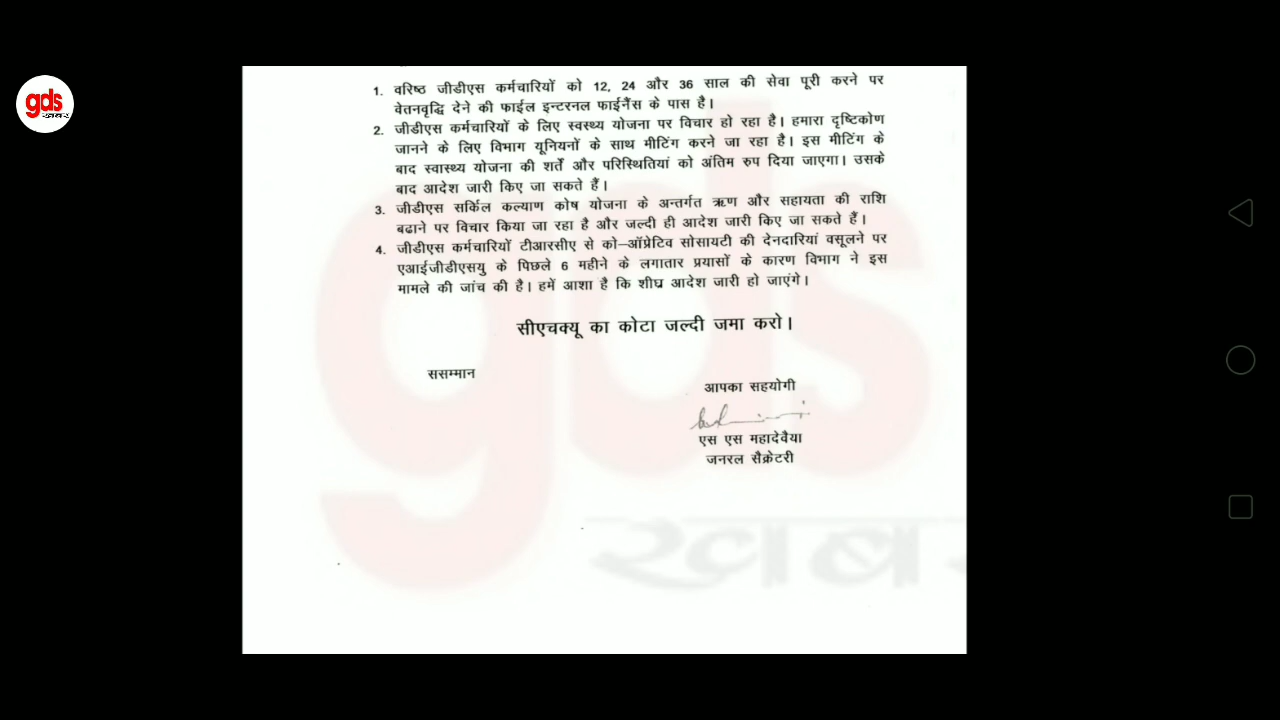 gds
खबर
1. वरिष्ठ जीडीएस कर्मचारियों को 12, 24 और 36 साल की सेवा पूरी करने पर
वेतनवृद्धि देने की फाईल इन्टरनल फाईनैंस के पास है।
2. जीडीएस कर्मचारियों के लिए स्वस्थ्य योजना पर विचार हो रहा है। हमारा दृष्टिकोण
जानने के लिए विभाग यूनियनों के साथ मीटिंग करने जा रहा है। इस मीटिंग के
बाद स्वास्थ्य योजना की शर्तें और परिस्थितियां को अंतिम रुप दिया जाएगा। उसके
बाद आदेश जारी किए जा सकते हैं।
3. जीडीएस सर्किल कल्याण कोष योजना के अन्तर्गत ऋण और सहायता की राशि
बढाने पर विचार किया जा रहा है और जल्दी ही आदेश जारी किए जा सकते हैं।
4. जीडीएस कर्मचारियों टीआरसीए से को–ऑप्रेटिव सोसायटी की देनदारियां वसूलने पर
एआईजीडीएसयु के पिछले 6 महीने के लगातार प्रयासों के कारण विभाग ने इस
मामले की जांच की है। हमें आशा है कि शीघ्र आदेश जारी हो जाएंगे।
सीएचक्यू का कोटा जल्दी जमा करो।
ससम्मान
आपका सहयोगी
एस एस महादेवैया
जनरल सैक्रेटरी
gds
खबर